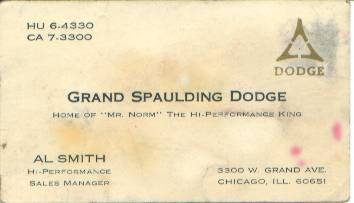 HU 6-4330
CA 7-3300
DODGE
GRAND SPAULDING DODGE
HOME OF "MR. NORM" THE HI-PERFORMANCE KING
AL SMITH
HI-PERFORMANCE
SALES MANAGER
3300 W. GRAND AVE.
CHICAGO, ILL. 60651